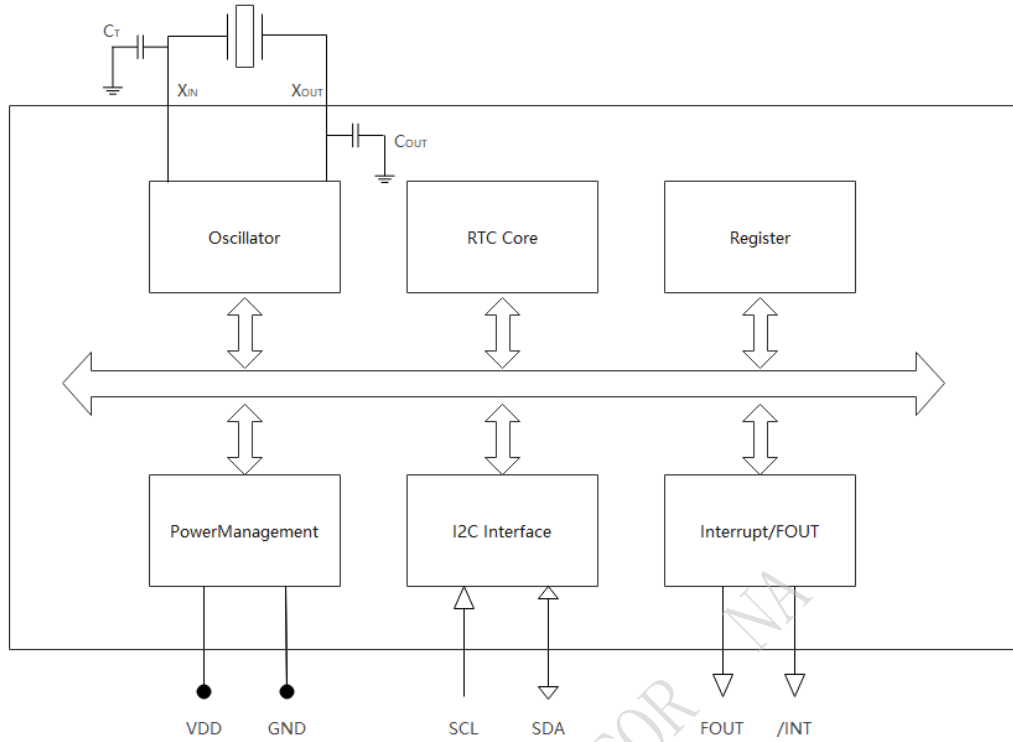 CT
XIN XOUT
COUT
Oscillator RTC Core Register
PowerManagement I2C Interface Interrupt/FOUT
VDD GND SCL SDA FOUT /INT
NA